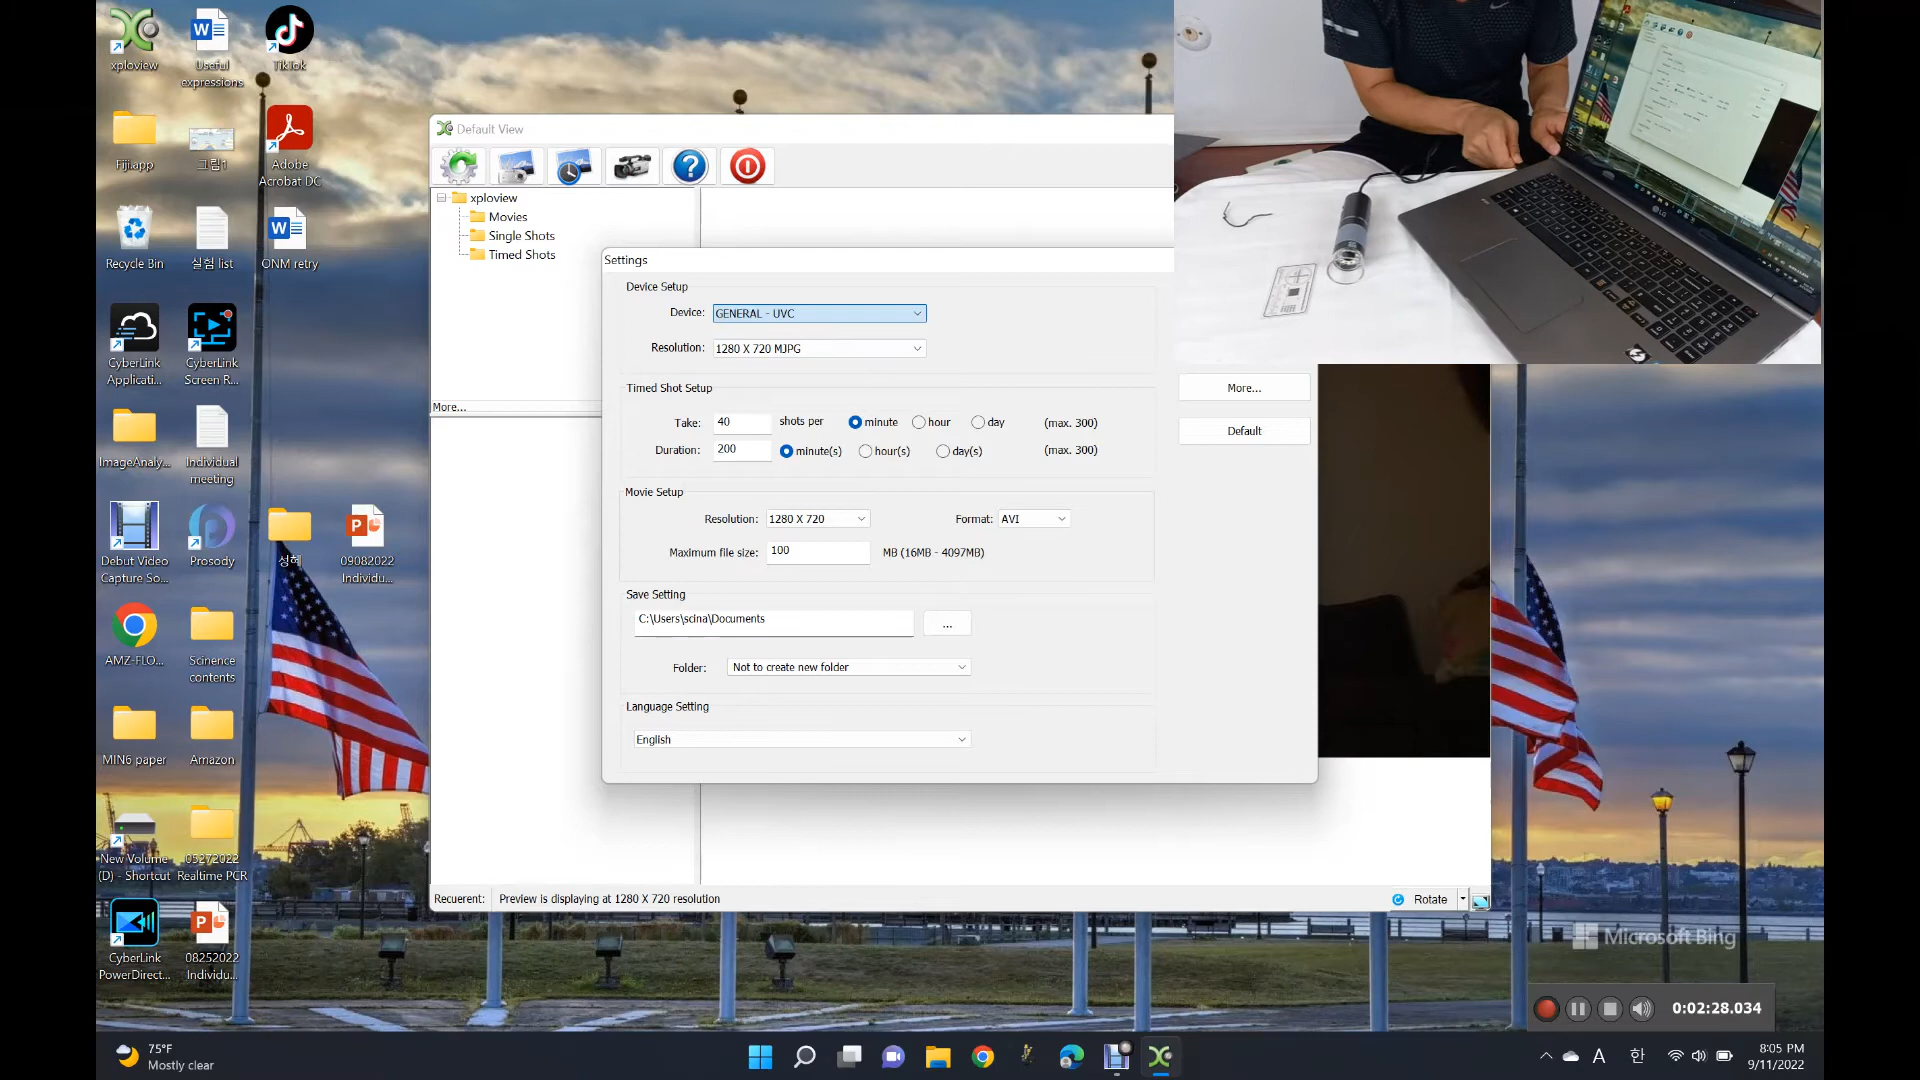 xploview
Useful
expressions
TikTok
Fiji.app
그림1
Adobe
Acrobat DC
Recycle Bin
실험 list
ONM retry
CyberLink
Applicati...
CyberLink
Screen R...
ImageAnaly...
Individual
meeting
Debut Video
Capture So...
Prosody
성혜
09082022
Individu...
AMZ-FLO...
Scinence
contents
MIN6 paper
Amazon
New Volume
(D) - Shortcut
05272022
Realtime PCR
CyberLink
PowerDirect...
08252022
Individu...
Default View
xploview
Movies
Single Shots
Timed Shots
More...
Settings
Device Setup
Device: GENERAL - UVC
Resolution: 1280 X 720 MJPG
Timed Shot Setup
Take: 40 shots per minute hour day (max. 300)
Duration: 200 minute(s) hour(s) day(s) (max. 300)
Movie Setup
Resolution: 1280 X 720 Format: AVI
Maximum file size: 100 MB (16MB - 4097MB)
Save Setting
C:\Users\scina\Documents ...
Folder: Not to create new folder
Language Setting
English
More...
Default
LG
Recuerent: Preview is displaying at 1280 X 720 resolution Rotate
Microsoft Bing
0:02:28.034
75°F
Mostly clear
A 한
8:05 PM
9/11/2022